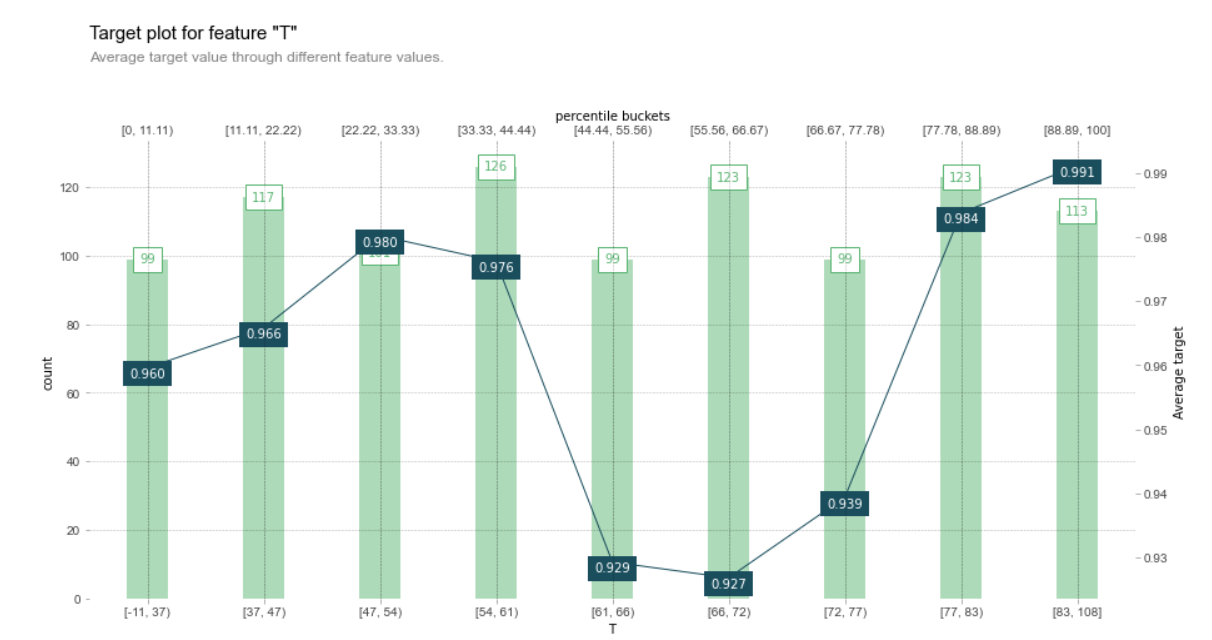 Target plot for feature "T"
Average target value through different feature values.
percentile buckets
[0, 11.11) [11.11, 22.22) [22.22, 33.33) [33.33, 44.44) [44.44, 55.56) [55.56, 66.67) [66.67, 77.78) [77.78, 88.89) [88.89, 100]
120
100
80
60
40
20
0
count
99 117 126 99 123 99 123 113
0.960 0.966 0.980 0.976 0.929 0.927 0.939 0.984 0.991
0.99
0.98
0.97
0.96
0.95
0.94
0.93
Average target
[-11, 37) [37, 47) [47, 54) [54, 61) [61, 66) [66, 72) [72, 77) [77, 83) [83, 108]
T